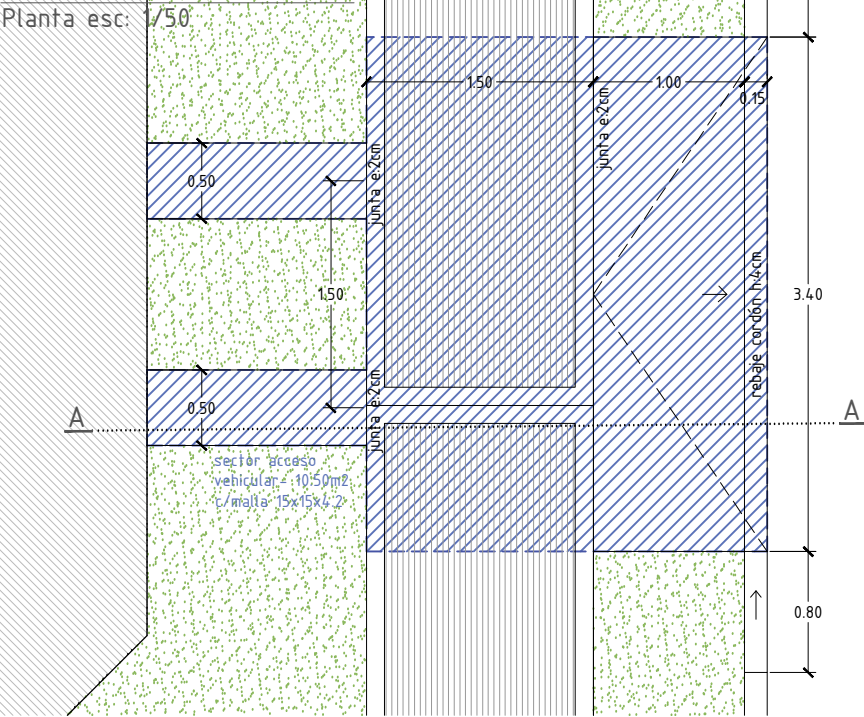 Planta esc: 1/50
1.50
1.00
0.15
junta e:2cm
junta e:2cm
0.50
1.50
3.40
rebaje cordón h:4cm
0.50
junta e:2cm
A
A
sector acceso
vehicular= 10.50m2
c/malla 15x15x4.2
0.80